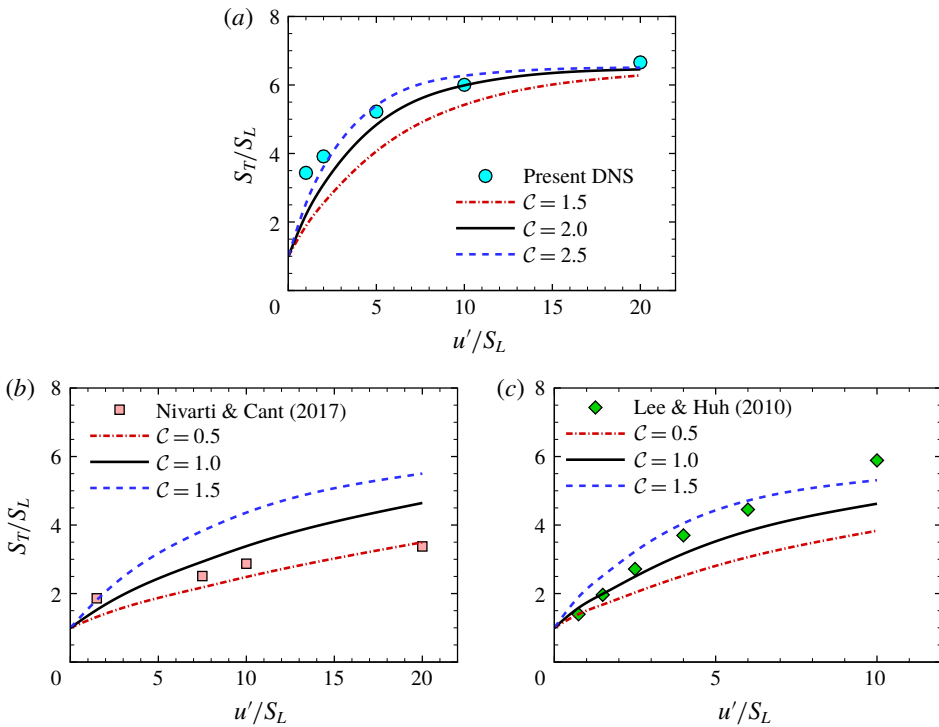 (a)
8
6
4
2
0
5
10
15
20
S_T/S_L
u′/S_L
Present DNS
C = 1.5
C = 2.0
C = 2.5
(b)
8
6
4
2
0
5
10
15
20
S_T/S_L
u′/S_L
Nivarti & Cant (2017)
C = 0.5
C = 1.0
C = 1.5
(c)
8
6
4
2
0
5
10
u′/S_L
Lee & Huh (2010)
C = 0.5
C = 1.0
C = 1.5